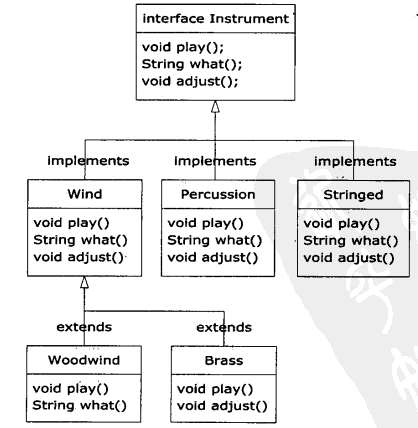 interface Instrument
void play();
String what();
void adjust();
implements implements implements
Wind Percussion Stringed
void play() void play() void play()
String what() String what() String what()
void adjust() void adjust() void adjust()
extends extends
Woodwind Brass
void play() void play()
String what() void adjust()